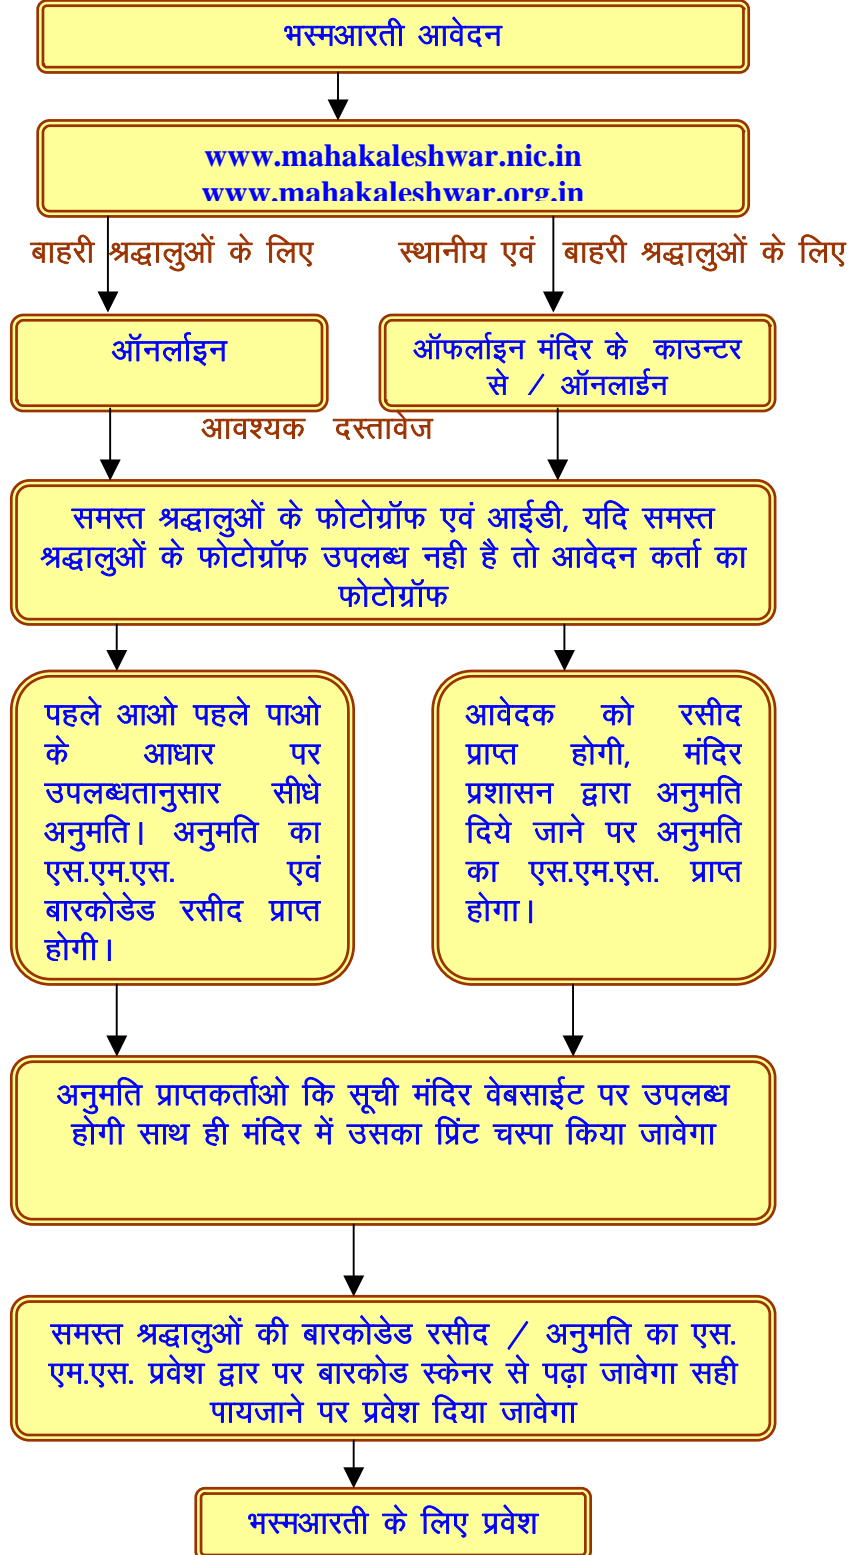 भस्मआरती आवेदन
www.mahakaleshwar.nic.in
www.mahakaleshwar.org.in
बाहरी श्रद्धालुओं के लिए
स्थानीय एवं बाहरी श्रद्धालुओं के लिए
ऑनर्लाइन
ऑफर्लाइन मंदिर के काउन्टर
से / ऑनलाईन
आवश्यक दस्तावेज
समस्त श्रद्धालुओं के फोटोग्रॉफ एवं आईडी, यदि समस्त
श्रद्धालुओं के फोटोग्रॉफ उपलब्ध नही है तो आवेदन कर्ता का
फोटोग्रॉफ
पहले आओ पहले पाओ
के आधार पर
उपलब्धतानुसार सीधे
अनुमति। अनुमति का
एस.एम.एस. एवं
बारकोडेड रसीद प्राप्त
होगी।
आवेदक को रसीद
प्राप्त होगी, मंदिर
प्रशासन द्वारा अनुमति
दिये जाने पर अनुमति
का एस.एम.एस. प्राप्त
होगा।
अनुमति प्राप्तकर्ताओ कि सूची मंदिर वेबसाईट पर उपलब्ध
होगी साथ ही मंदिर में उसका प्रिंट चस्पा किया जावेगा
समस्त श्रद्धालुओं की बारकोडेड रसीद / अनुमति का एस.
एम.एस. प्रवेश द्वार पर बारकोड स्केनर से पढ़ा जावेगा सही
पायजाने पर प्रवेश दिया जावेगा
भस्मआरती के लिए प्रवेश